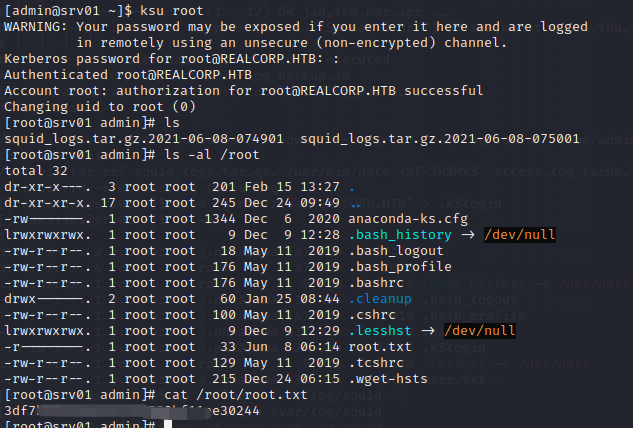 [admin@srv01 ~]$ ksu root
WARNING: Your password may be exposed if you enter it here and are logged
         in remotely using an unsecure (non-encrypted) channel.
Kerberos password for root@REALCORP.HTB: :
Authenticated root@REALCORP.HTB
Account root: authorization for root@REALCORP.HTB successful
Changing uid to root (0)
[root@srv01 admin]# ls
squid_logs.tar.gz.2021-06-08-074901  squid_logs.tar.gz.2021-06-08-075001
[root@srv01 admin]# ls -al /root
total 32
dr-xr-x---.  3 root root  201 Feb 15 13:27 .
dr-xr-xr-x. 17 root root  245 Dec 24 09:49 ..
-rw-------.  1 root root 1344 Dec  6  2020 anaconda-ks.cfg
lrwxrwxrwx.  1 root root    9 Dec  9 12:28 .bash_history -> /dev/null
-rw-r--r--.  1 root root   18 May 11  2019 .bash_logout
-rw-r--r--.  1 root root  176 May 11  2019 .bash_profile
-rw-r--r--.  1 root root  176 May 11  2019 .bashrc
drwx------.  2 root root   60 Jan 25 08:44 .cleanup
-rw-r--r--.  1 root root  100 May 11  2019 .cshrc
lrwxrwxrwx.  1 root root    9 Dec  9 12:29 .lesshst -> /dev/null
-r--------.  1 root root   33 Jun  8 06:14 root.txt
-rw-r--r--.  1 root root  129 May 11  2019 .tcshrc
-rw-r--r--.  1 root root  215 Dec 24 06:15 .wget-hsts
[root@srv01 admin]# cat /root/root.txt
3df7 ee30244
[root@srv01 admin]#